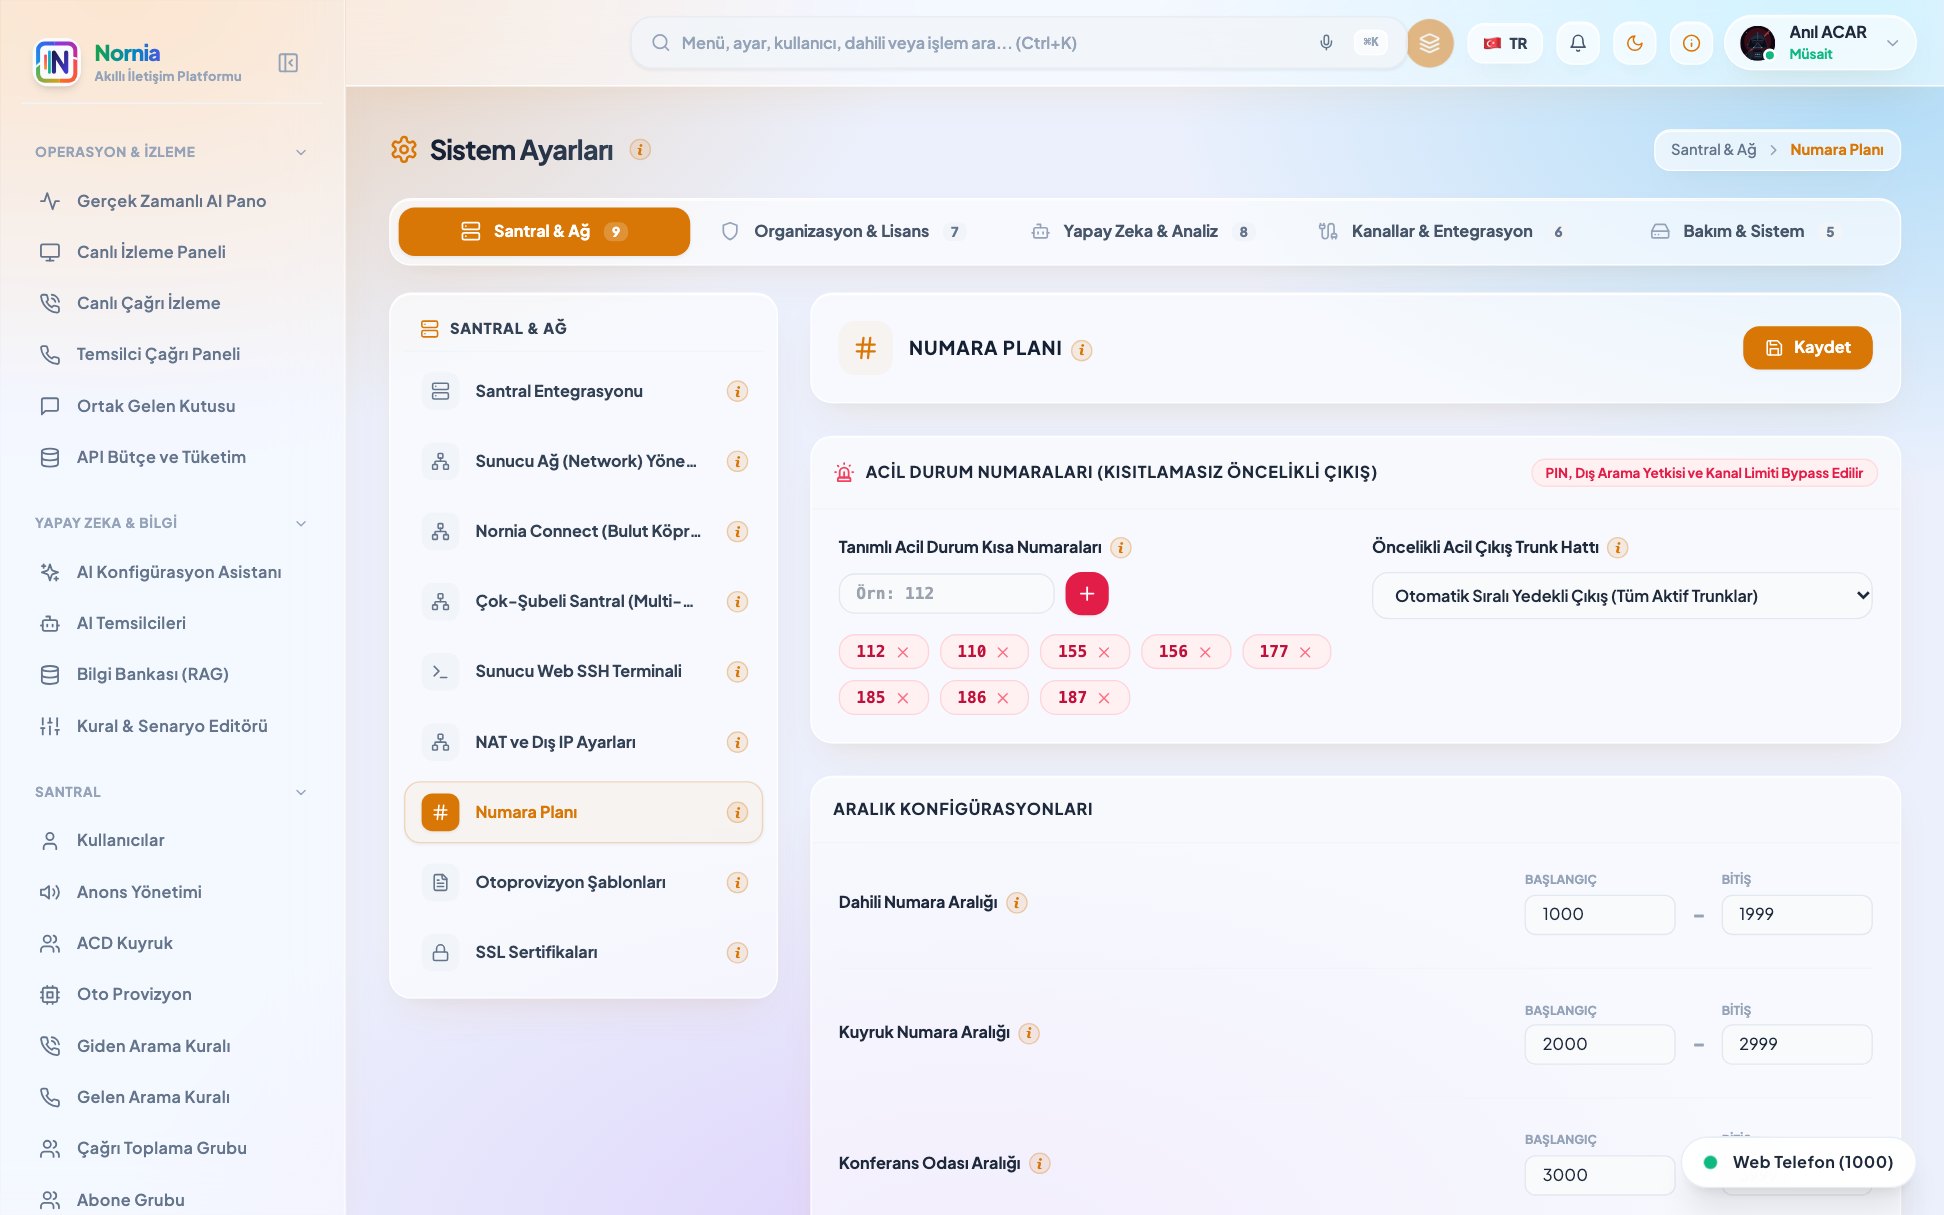 Nornia
Akıllı İletişim Platformu
Menü, ayar, kullanıcı, dahili veya işlem ara... (Ctrl+K)
⌘K
TR
Anıl ACAR
Müsait
OPERASYON & İZLEME
Gerçek Zamanlı AI Pano
Canlı İzleme Paneli
Canlı Çağrı İzleme
Temsilci Çağrı Paneli
Ortak Gelen Kutusu
API Bütçe ve Tüketim
YAPAY ZEKA & BİLGİ
AI Konfigürasyon Asistanı
AI Temsilcileri
Bilgi Bankası (RAG)
Kural & Senaryo Editörü
SANTRAL
Kullanıcılar
Anons Yönetimi
ACD Kuyruk
Oto Provizyon
Giden Arama Kuralı
Gelen Arama Kuralı
Çağrı Toplama Grubu
Abone Grubu
Sistem Ayarları
Santral & Ağ > Numara Planı
Santral & Ağ 9
Organizasyon & Lisans 7
Yapay Zeka & Analiz 8
Kanallar & Entegrasyon 6
Bakım & Sistem 5
SANTRAL & AĞ
Santral Entegrasyonu
Sunucu Ağ (Network) Yöne...
Nornia Connect (Bulut Köpr...
Çok-Şubeli Santral (Multi-...
Sunucu Web SSH Terminali
NAT ve Dış IP Ayarları
Numara Planı
Otoprovizyon Şablonları
SSL Sertifikaları
NUMARA PLANI
Kaydet
ACİL DURUM NUMARALARI (KISITLAMASIZ ÖNCELİKLİ ÇIKIŞ)
PIN, Dış Arama Yetkisi ve Kanal Limiti Bypass Edilir
Tanımlı Acil Durum Kısa Numaraları
Örn: 112
112 110 155 156 177
185 186 187
Öncelikli Acil Çıkış Trunk Hattı
Otomatik Sıralı Yedekli Çıkış (Tüm Aktif Trunklar)
ARALIK KONFİGÜRASYONLARI
Dahili Numara Aralığı
BAŞLANGIÇ BİTİŞ
1000 – 1999
Kuyruk Numara Aralığı
BAŞLANGIÇ BİTİŞ
2000 – 2999
Konferans Odası Aralığı
BAŞLANGIÇ
3000
Web Telefon (1000)